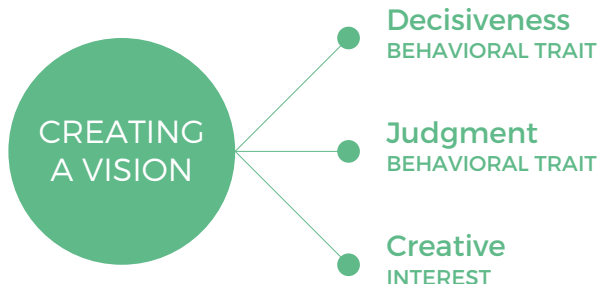 CREATING
A VISION
Decisiveness
BEHAVIORAL TRAIT
Judgment
BEHAVIORAL TRAIT
Creative
INTEREST